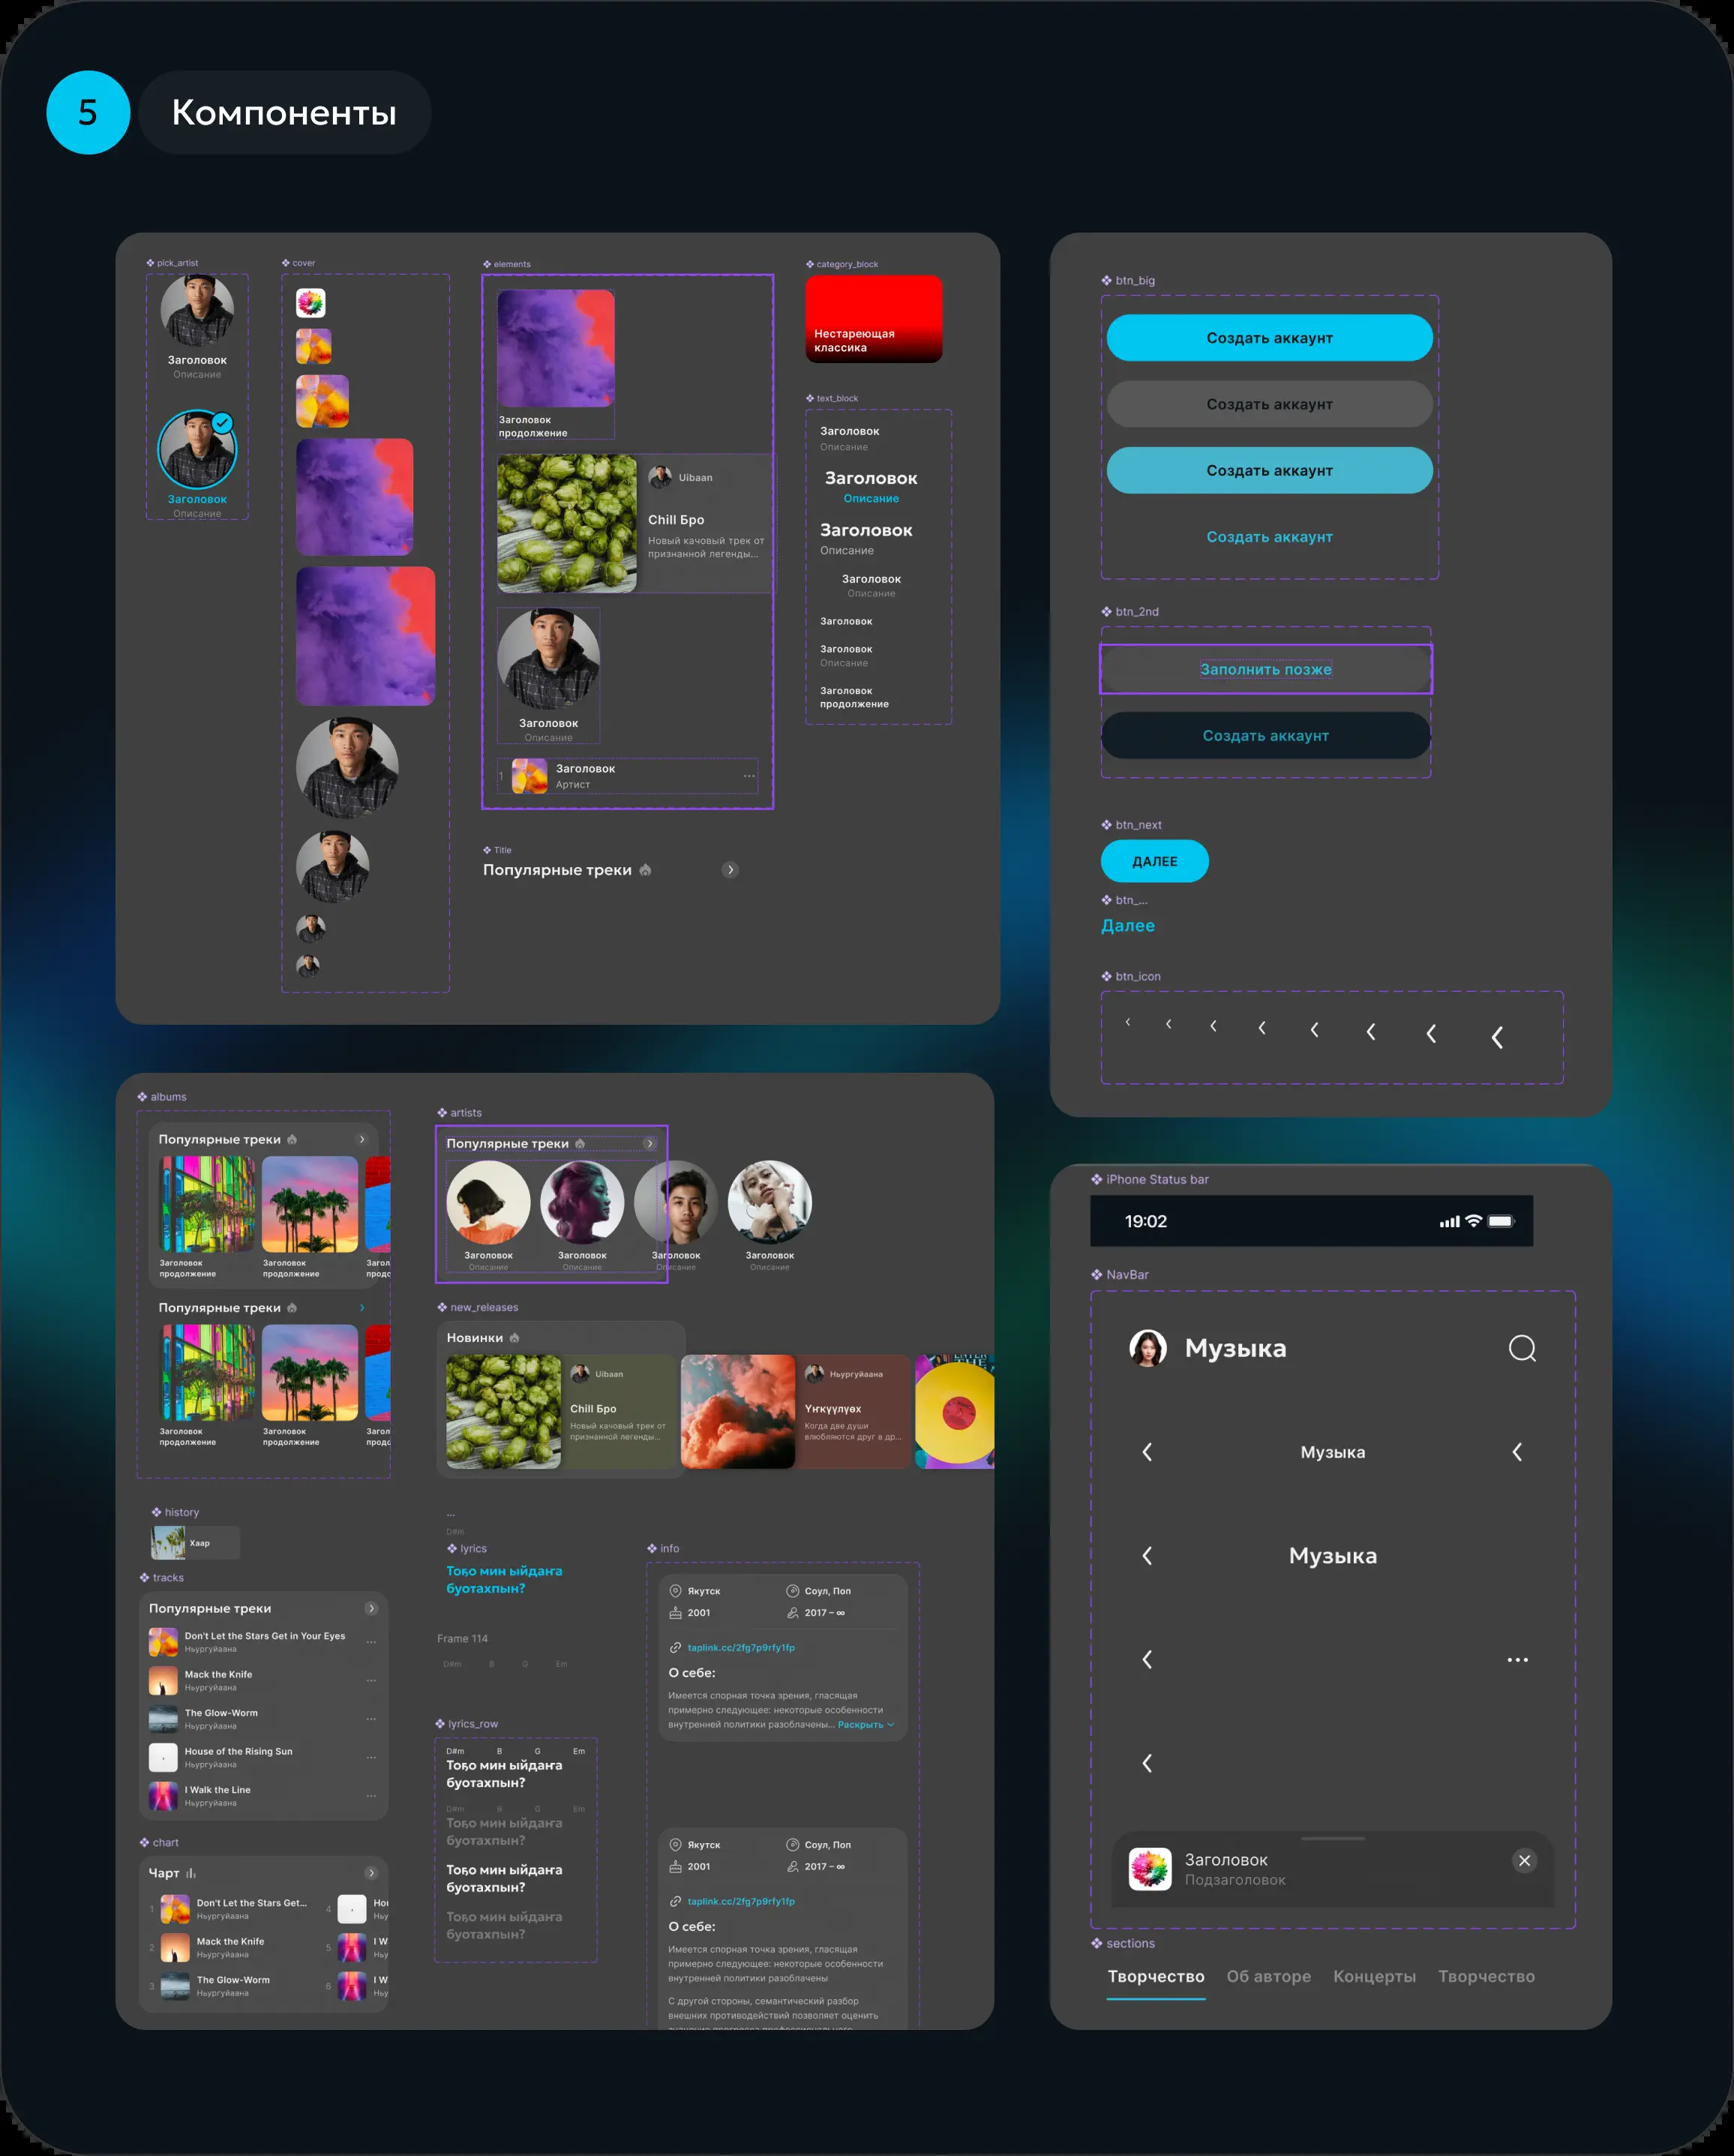 5
Компоненты
pick_artist
Заголовок
Описание
Заголовок
Описание
cover
elements
Заголовок
продолжение
Uibaan
Chill Бро
Новый качовый трек от
признанной легенды...
Заголовок
Описание
1
Заголовок
Артист
Title
Популярные треки
category_block
Нестареющая
классика
text_block
Заголовок
Описание
Заголовок
Описание
Заголовок
Описание
Заголовок
Описание
Заголовок
Заголовок
Описание
Заголовок
продолжение
btn_big
Создать аккаунт
Создать аккаунт
Создать аккаунт
Создать аккаунт
btn_2nd
Заполнить позже
Создать аккаунт
btn_next
ДАЛЕЕ
btn_...
Далее
btn_icon
albums
Популярные треки
Заголовок
продолжение
Заголовок
продолжение
Загол
продо
Популярные треки
Заголовок
продолжение
Заголовок
продолжение
Загол
продо
artists
Популярные треки
Заголовок
Описание
Заголовок
Описание
Заголовок
Описание
Заголовок
Описание
new_releases
Новинки
Uibaan
Chill Бро
Новый качовый трек от
признанной легенды...
Ньургуйаана
Үҥкүүлүөх
Когда две души
влюбляются друг в др...
ENTER
THE
history
Хаар
tracks
Популярные треки
Don't Let the Stars Get in Your Eyes
Ньургуйаана
Mack the Knife
Ньургуйаана
The Glow-Worm
Ньургуйаана
House of the Rising Sun
Ньургуйаана
I Walk the Line
Ньургуйаана
chart
Чарт
1
Don't Let the Stars Get...
Ньургуйаана
2
Mack the Knife
Ньургуйаана
3
The Glow-Worm
Ньургуйаана
4
Hou
Ньу
5
I W
Ньу
6
I W
Ньу
...
D#m
lyrics
Тоҕо мин ыйдаҥа
буотахпын?
Frame 114
D#m B G Em
lyrics_row
D#m B G Em
Тоҕо мин ыйдаҥа
буотахпын?
D#m B G Em
Тоҕо мин ыйдаҥа
буотахпын?
Тоҕо мин ыйдаҥа
буотахпын?
Тоҕо мин ыйдаҥа
буотахпын?
info
Якутск
Соул, Поп
2001
2017 – ∞
taplink.cc/2fg7p9rfy1fp
О себе:
Имеется спорная точка зрения, гласящая
примерно следующее: некоторые особенности
внутренней политики разоблачены... Раскрыть
Якутск
Соул, Поп
2001
2017 – ∞
taplink.cc/2fg7p9rfy1fp
О себе:
Имеется спорная точка зрения, гласящая
примерно следующее: некоторые особенности
внутренней политики разоблачены
С другой стороны, семантический разбор
внешних противодействий позволяет оценить
iPhone Status bar
19:02
NavBar
Музыка
Музыка
Музыка
Заголовок
Подзаголовок
sections
Творчество Об авторе Концерты Творчество